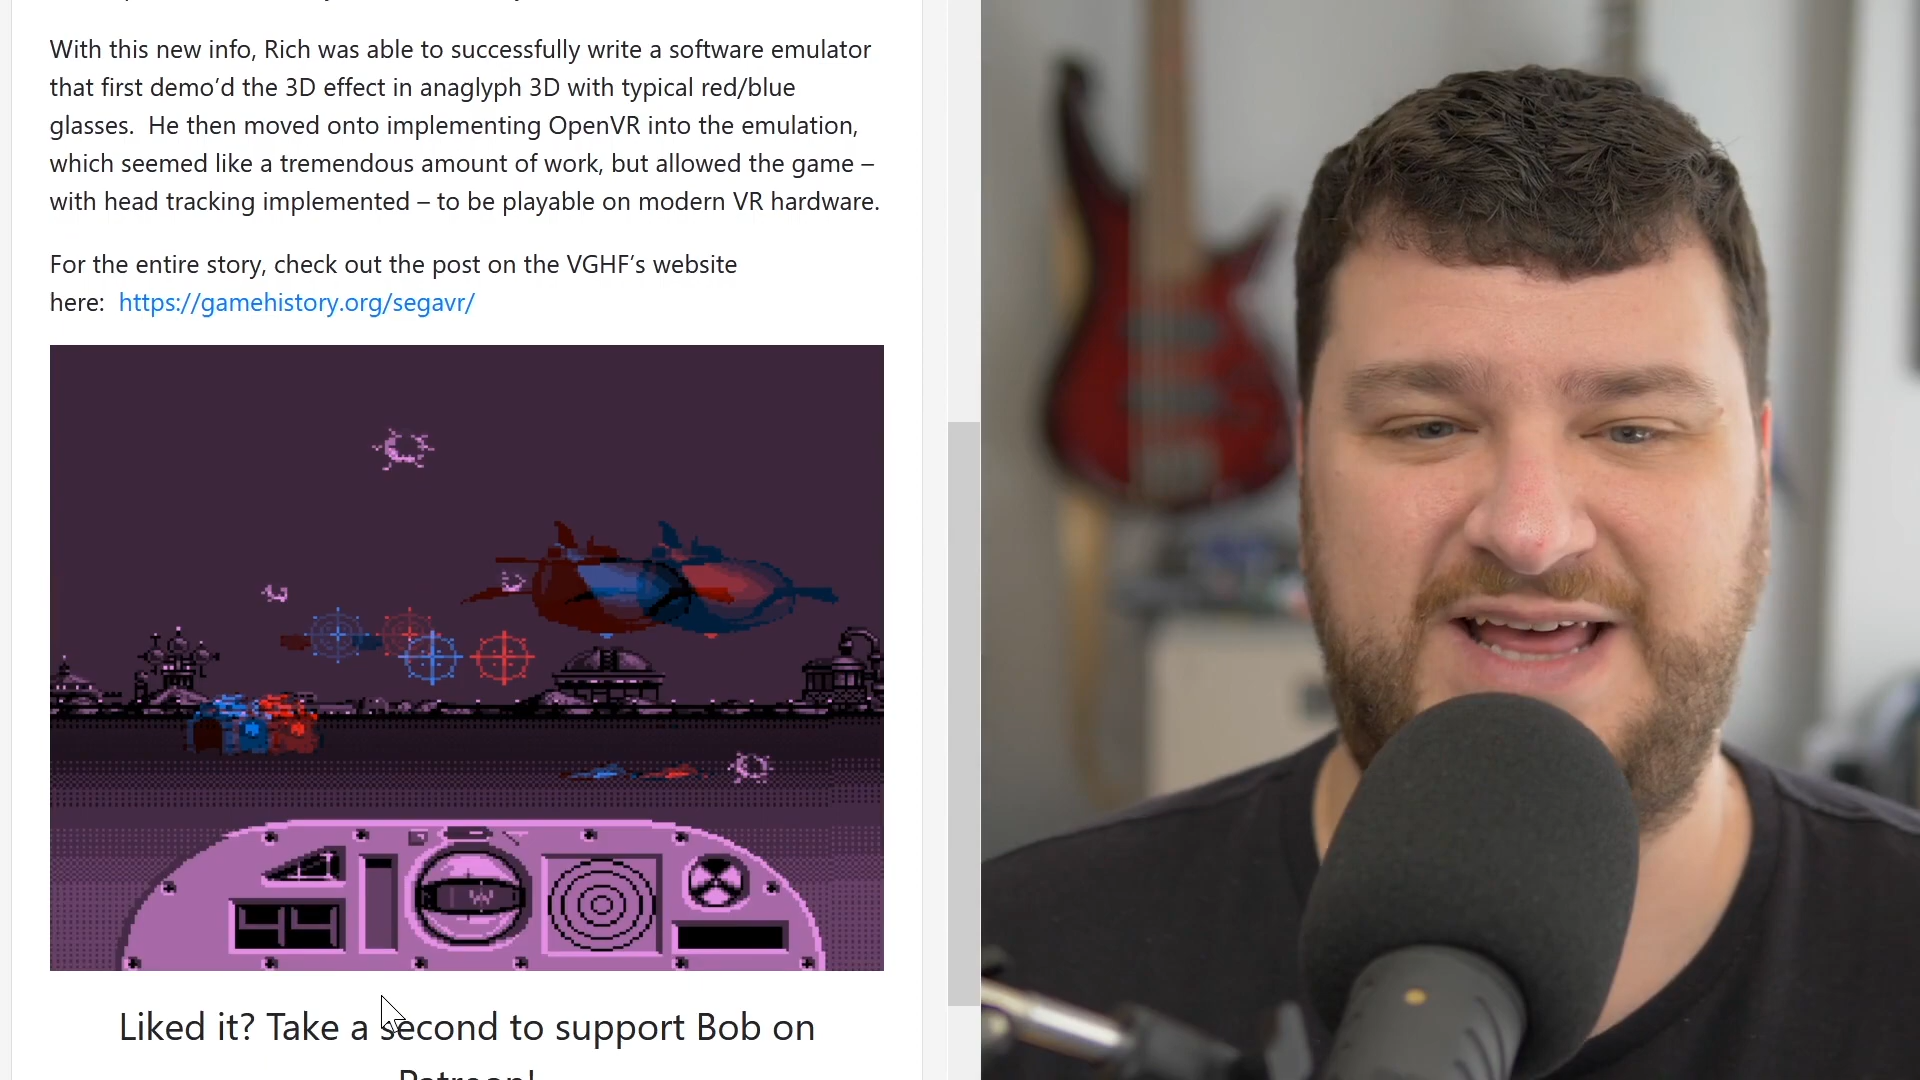 With this new info, Rich was able to successfully write a software emulator
that first demo’d the 3D effect in anaglyph 3D with typical red/blue
glasses.  He then moved onto implementing OpenVR into the emulation,
which seemed like a tremendous amount of work, but allowed the game –
with head tracking implemented – to be playable on modern VR hardware.
For the entire story, check out the post on the VGHF’s website
here:  https://gamehistory.org/segavr/
Liked it? Take a second to support Bob on
Patreon!